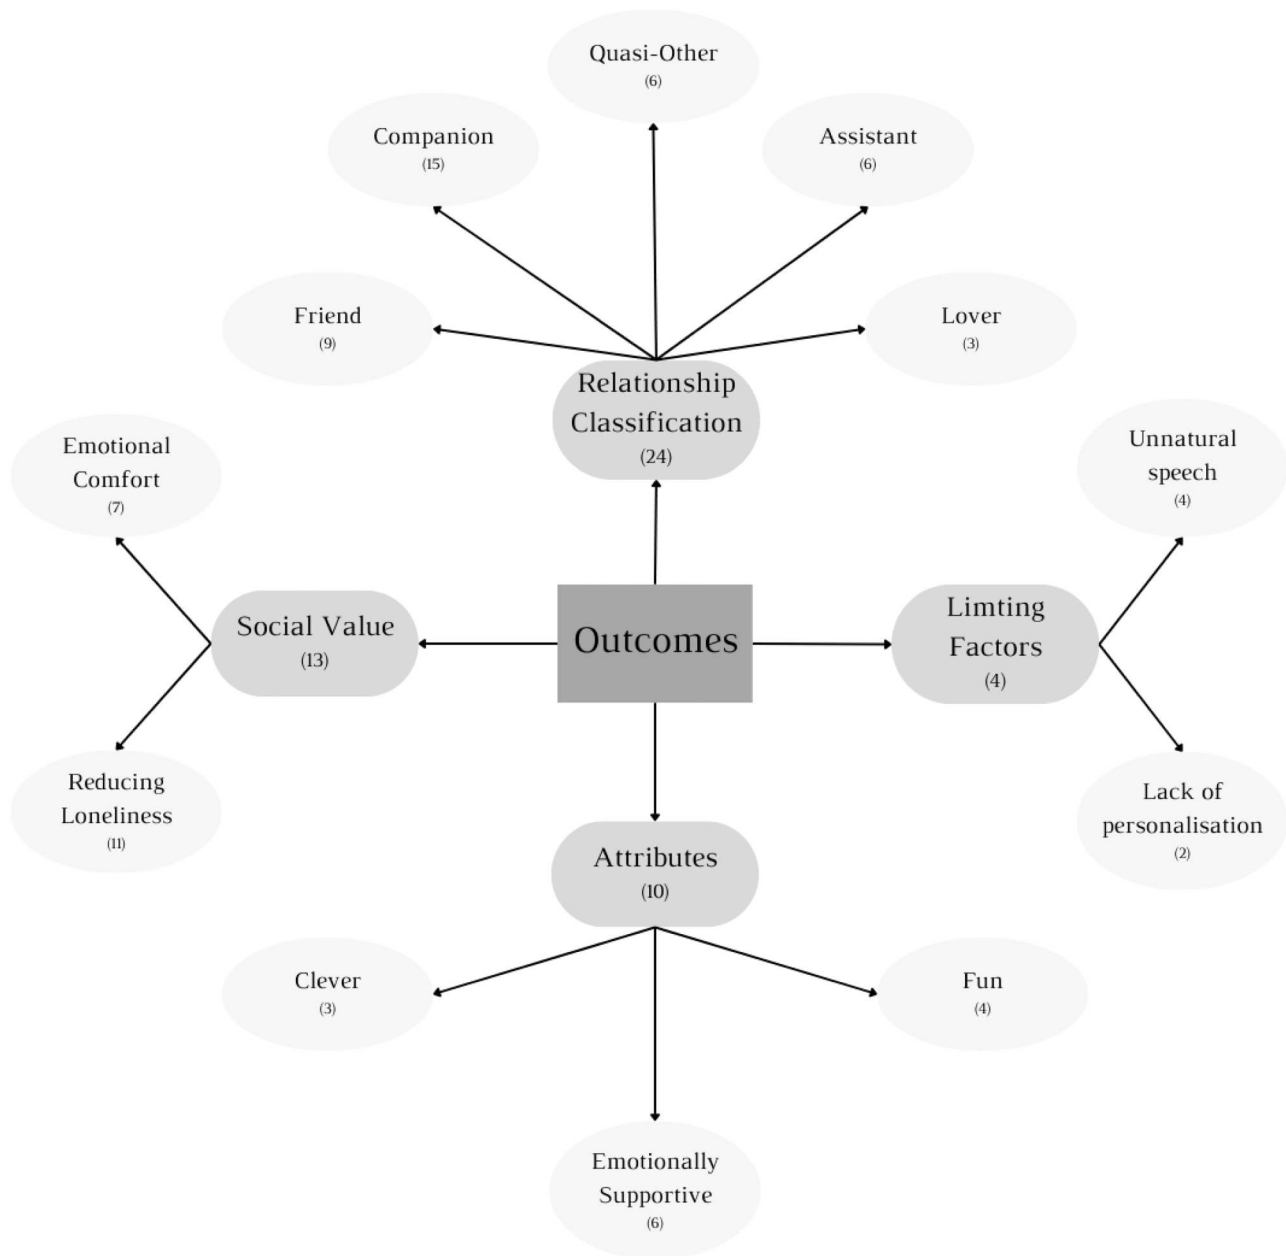 Quasi-Other
(6)
Companion
(15)
Assistant
(6)
Friend
(9)
Lover
(3)
Relationship
Classification
(24)
Emotional
Comfort
(7)
Unnatural
speech
(4)
Social Value
(13)
Outcomes
Limting
Factors
(4)
Reducing
Loneliness
(11)
Lack of
personalisation
(2)
Attributes
(10)
Clever
(3)
Fun
(4)
Emotionally
Supportive
(6)